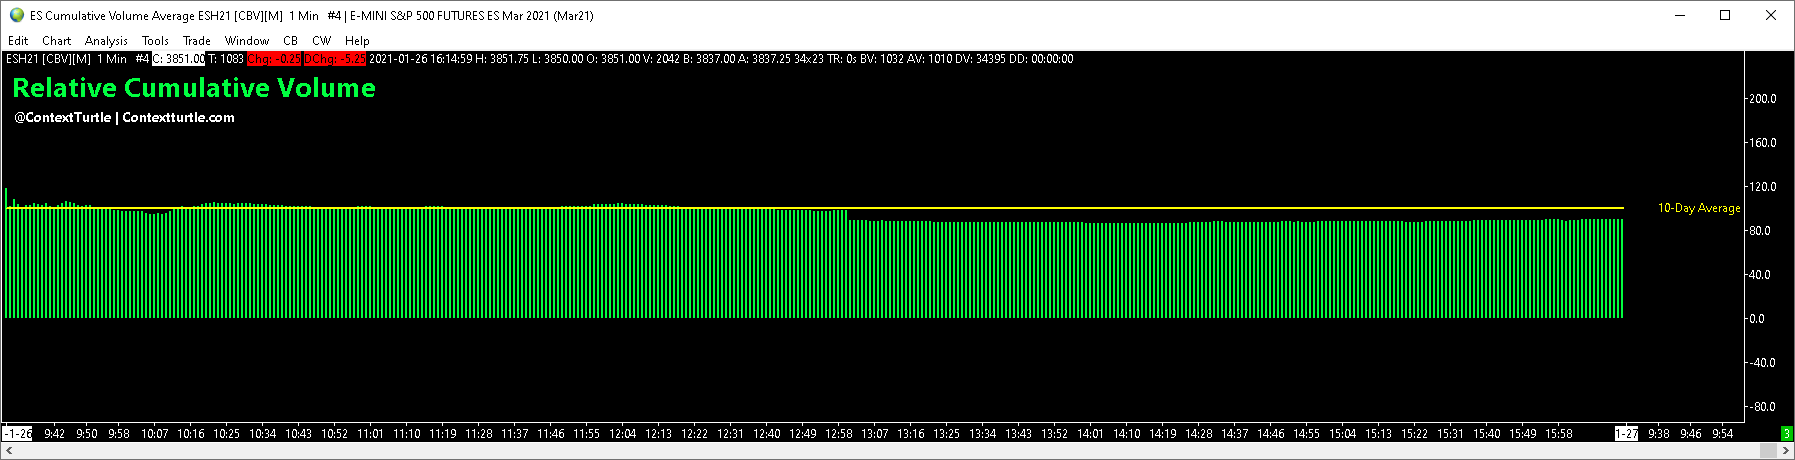 ES Cumulative Volume Average ESH21 [CBV][M] 1 Min #4 | E-MINI S&P 500 FUTURES ES Mar 2021 (Mar21)
Edit Chart Analysis Tools Trade Window CB CW Help
ESH21 [CBV][M] 1 Min #4 C: 3851.00 T: 1083 Chg: -0.25 DChg: -5.25 2021-01-26 16:14:59 H: 3851.75 L: 3850.00 O: 3851.00 V: 2042 B: 3837.00 A: 3837.25 34x23 TR: 0s BV: 1032 AV: 1010 DV: 34395 DD: 00:00:00
Relative Cumulative Volume
@ContextTurtle | Contextturtle.com
200.0
160.0
120.0
10-Day Average
80.0
40.0
0.0
-40.0
-80.0
-1-26 9:42 9:50 9:58 10:07 10:16 10:25 10:34 10:43 10:52 11:01 11:10 11:19 11:28 11:37 11:46 11:55 12:04 12:13 12:22 12:31 12:40 12:49 12:58 13:07 13:16 13:25 13:34 13:43 13:52 14:01 14:10 14:19 14:28 14:37 14:46 14:55 15:04 15:13 15:22 15:31 15:40 15:49 15:58 1-27 9:38 9:46 9:54 3